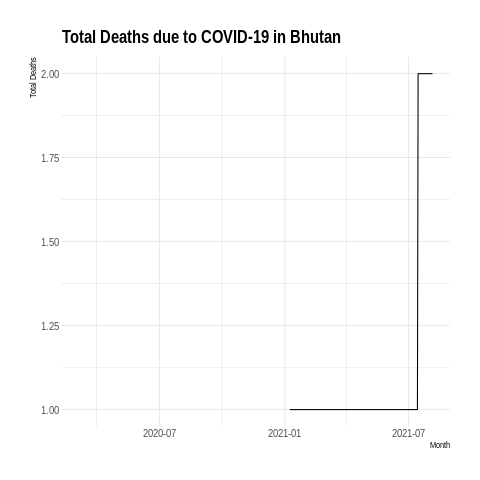 Total Deaths due to COVID-19 in Bhutan
Total Deaths
2.00
1.75
1.50
1.25
1.00
2020-07 2021-01 2021-07
Month